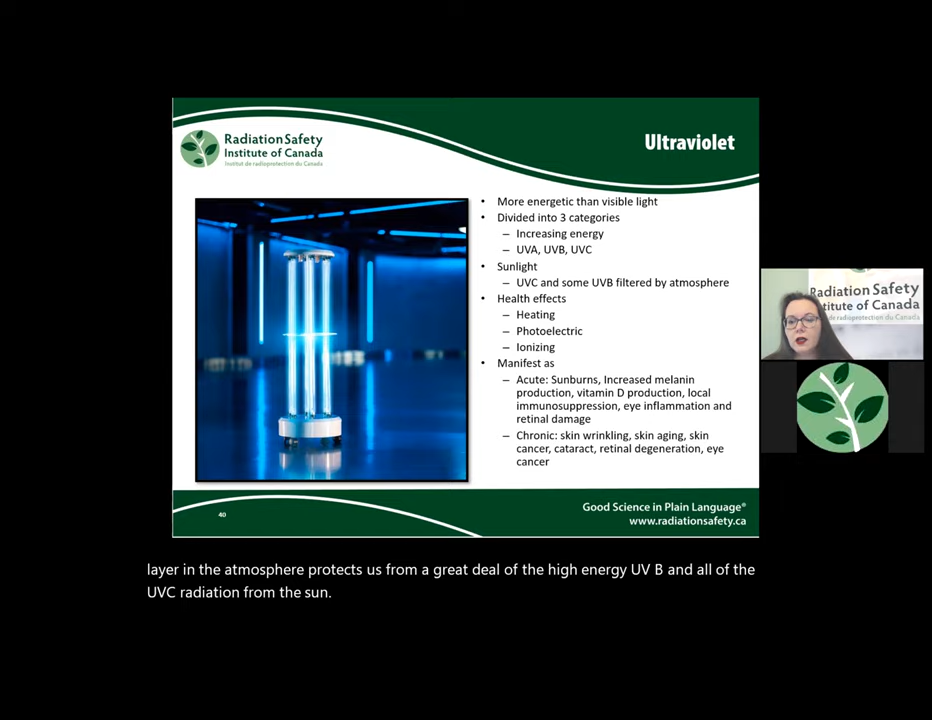 RadiationSafety
Institute of Canada
Institut de radioprotection du Canada
Ultraviolet
• More energetic than visible light
• Divided into 3 categories
– Increasing energy
– UVA, UVB, UVC
• Sunlight
– UVC and some UVB filtered by atmosphere
• Health effects
– Heating
– Photoelectric
– Ionizing
• Manifest as
– Acute: Sunburns, Increased melanin
production, vitamin D production, local
immunosuppression, eye inflammation and
retinal damage
– Chronic: skin wrinkling, skin aging, skin
cancer, cataract, retinal degeneration, eye
cancer
Radiation Safety
titute of Canada
de radioprotection du Canada
40
Good Science in Plain Language®
www.radiationsafety.ca
layer in the atmosphere protects us from a great deal of the high energy UV B and all of the
UVC radiation from the sun.